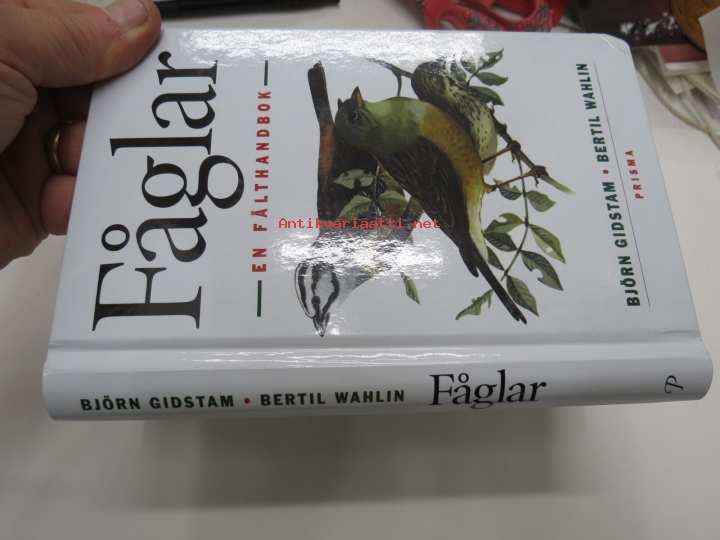 Fåglar
EN FÄLTHANDBOK
BJÖRN GIDSTAM • BERTIL WAHLIN
PRISMA
Antikvariaatti.net
BJÖRN GIDSTAM • BERTIL WAHLIN Fåglar P